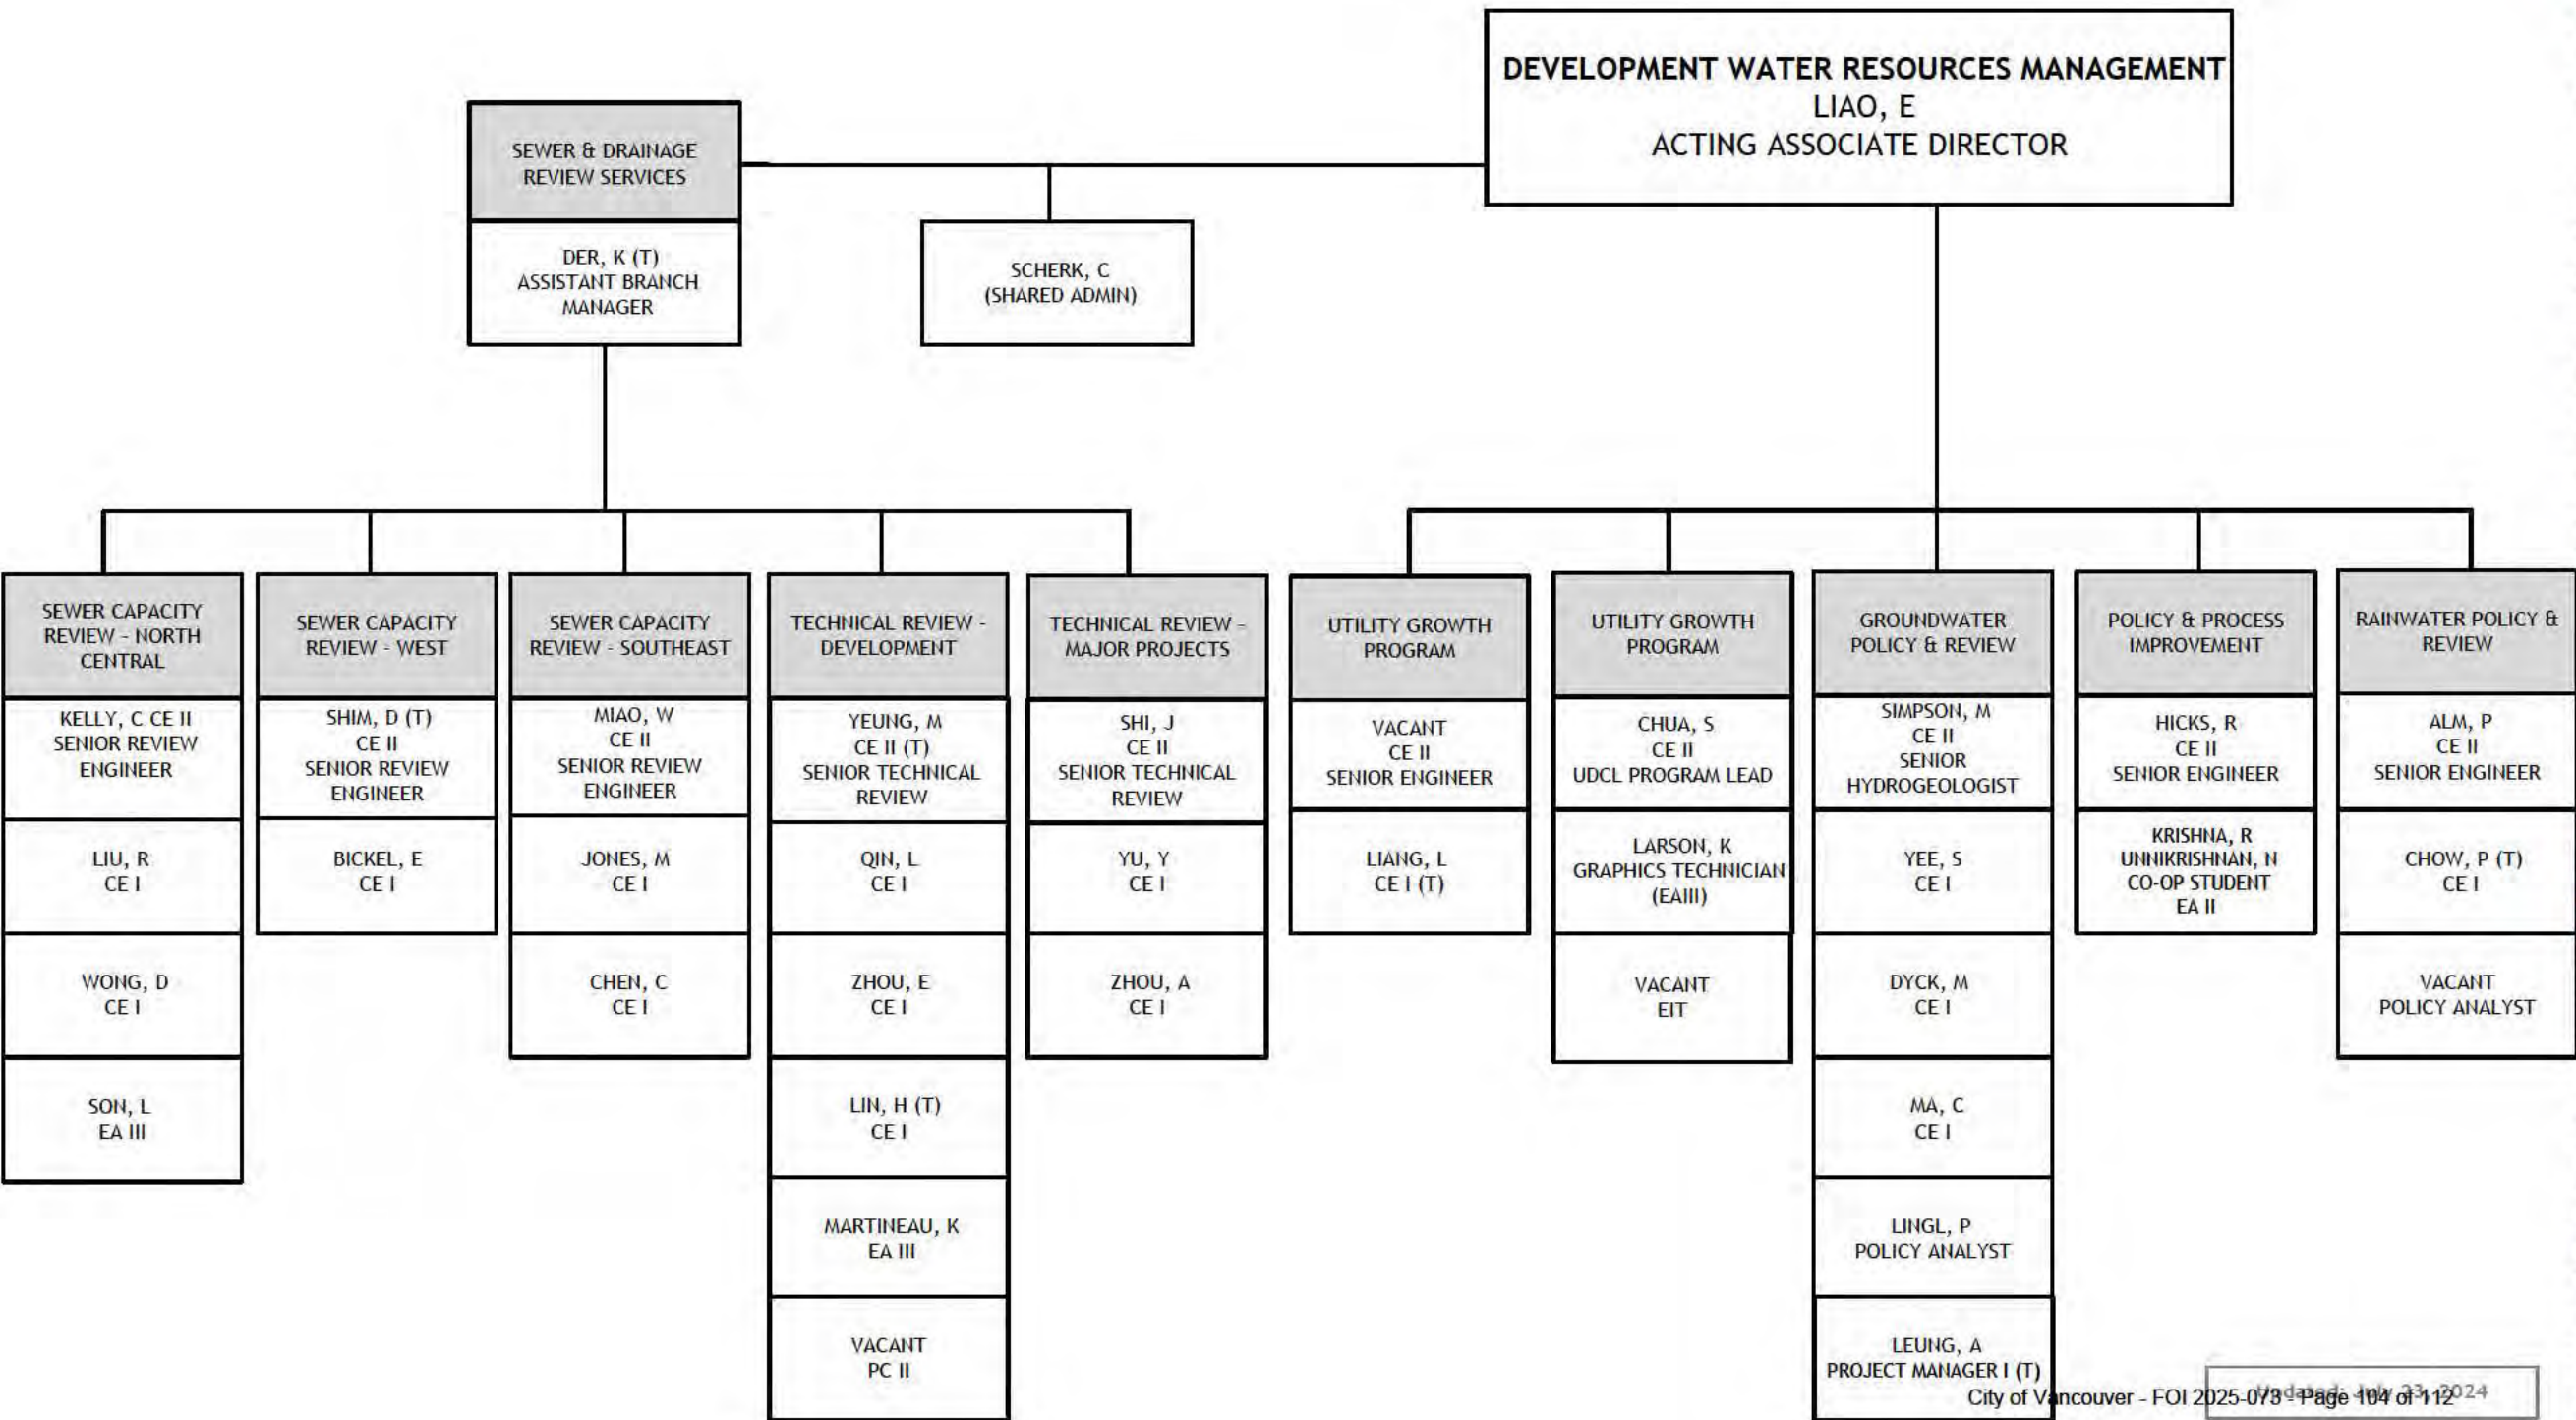 DEVELOPMENT WATER RESOURCES MANAGEMENT
LIAO, E
ACTING ASSOCIATE DIRECTOR
SEWER & DRAINAGE
REVIEW SERVICES
DER, K (T)
ASSISTANT BRANCH
MANAGER
SCHERK, C
(SHARED ADMIN)
SEWER CAPACITY
REVIEW - NORTH
CENTRAL
KELLY, C CE II
SENIOR REVIEW
ENGINEER
LIU, R
CE I
WONG, D
CE I
SON, L
EA III
SEWER CAPACITY
REVIEW - WEST
SHIM, D (T)
CE II
SENIOR REVIEW
ENGINEER
BICKEL, E
CE I
SEWER CAPACITY
REVIEW - SOUTHEAST
MIAO, W
CE II
SENIOR REVIEW
ENGINEER
JONES, M
CE I
CHEN, C
CE I
TECHNICAL REVIEW -
DEVELOPMENT
YEUNG, M
CE II (T)
SENIOR TECHNICAL
REVIEW
QIN, L
CE I
ZHOU, E
CE I
LIN, H (T)
CE I
MARTINEAU, K
EA III
VACANT
PC II
TECHNICAL REVIEW -
MAJOR PROJECTS
SHI, J
CE II
SENIOR TECHNICAL
REVIEW
YU, Y
CE I
ZHOU, A
CE I
UTILITY GROWTH
PROGRAM
VACANT
CE II
SENIOR ENGINEER
LIANG, L
CE I (T)
UTILITY GROWTH
PROGRAM
CHUA, S
CE II
UDCL PROGRAM LEAD
LARSON, K
GRAPHICS TECHNICIAN
(EAIII)
VACANT
EIT
GROUNDWATER
POLICY & REVIEW
SIMPSON, M
CE II
SENIOR
HYDROGEOLOGIST
YEE, S
CE I
DYCK, M
CE I
MA, C
CE I
LINGL, P
POLICY ANALYST
LEUNG, A
PROJECT MANAGER I (T)
POLICY & PROCESS
IMPROVEMENT
HICKS, R
CE II
SENIOR ENGINEER
KRISHNA, R
UNNIKRISHNAN, N
CO-OP STUDENT
EA II
RAINWATER POLICY &
REVIEW
ALM, P
CE II
SENIOR ENGINEER
CHOW, P (T)
CE I
VACANT
POLICY ANALYST
Updated: July 23, 2024
City of Vancouver - FOI 2025-073 - Page 104 of 112